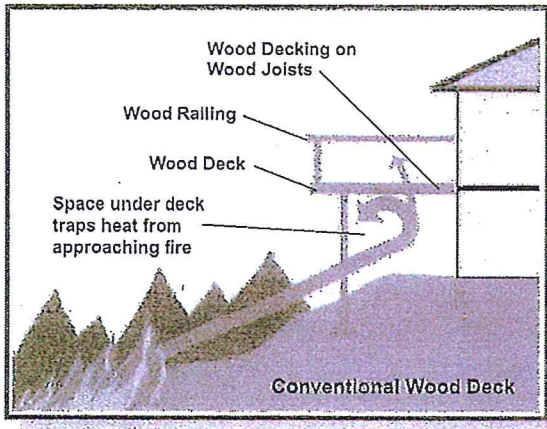 Wood Decking on
Wood Joists
Wood Railing
Wood Deck
Space under deck
traps heat from
approaching fire
Conventional Wood Deck